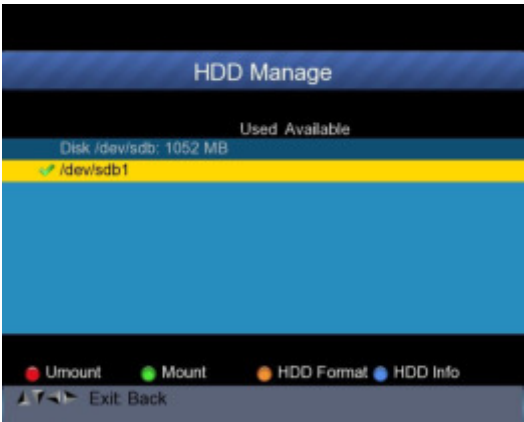 HDD Manage
Used Available
Disk /dev/sdb: 1052 MB
/dev/sdb1
Umount Mount HDD Format HDD Info
Exit: Back